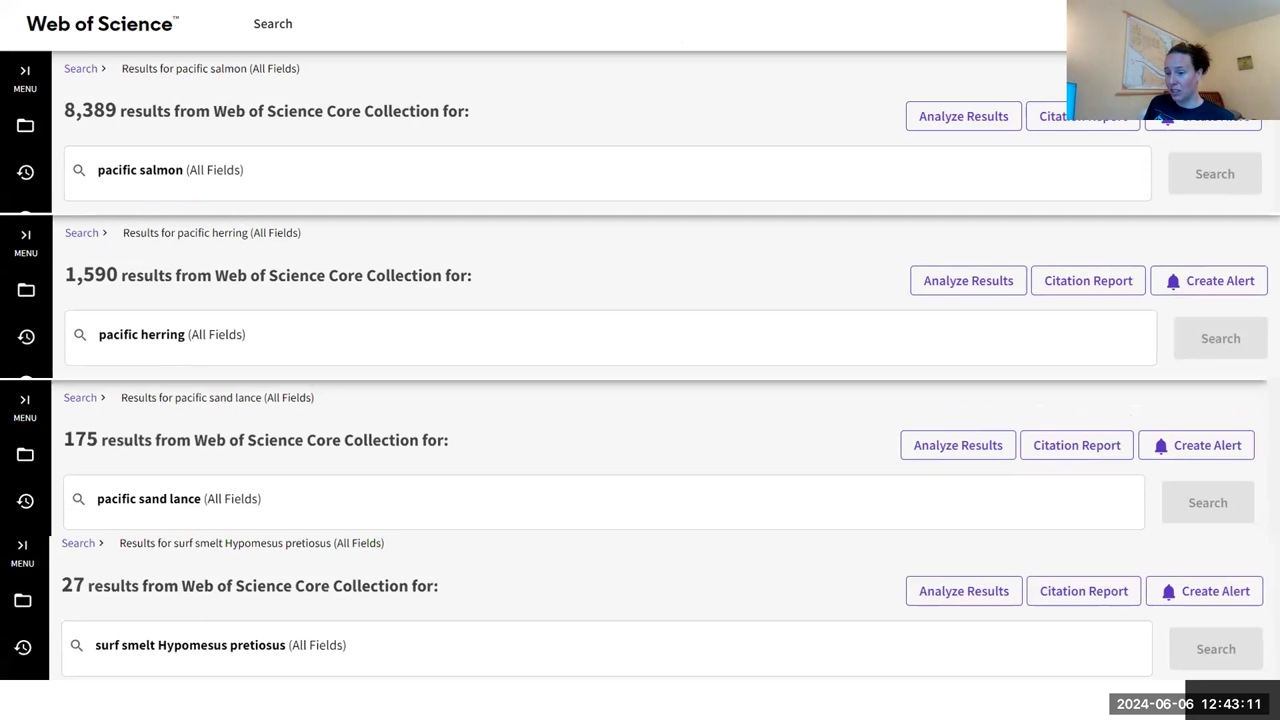 Web of Science™
Search
Search > Results for pacific salmon (All Fields)
MENU
8,389 results from Web of Science Core Collection for:
Analyze Results
Citation Report
Create Alert
pacific salmon (All Fields)
Search
Search > Results for pacific herring (All Fields)
MENU
1,590 results from Web of Science Core Collection for:
Analyze Results
Citation Report
Create Alert
pacific herring (All Fields)
Search
Search > Results for pacific sand lance (All Fields)
MENU
175 results from Web of Science Core Collection for:
Analyze Results
Citation Report
Create Alert
pacific sand lance (All Fields)
Search
Search > Results for surf smelt Hypomesus pretiosus (All Fields)
MENU
27 results from Web of Science Core Collection for:
Analyze Results
Citation Report
Create Alert
surf smelt Hypomesus pretiosus (All Fields)
Search
2024-06-06 12:43:11